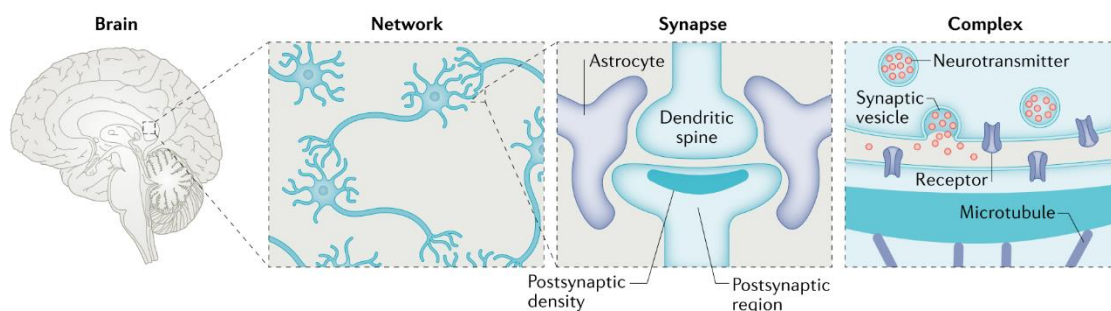 Brain
Network
Synapse
Complex
Astrocyte
Dendritic
spine
Postsynaptic
density
Postsynaptic
region
Neurotransmitter
Synaptic
vesicle
Receptor
Microtubule